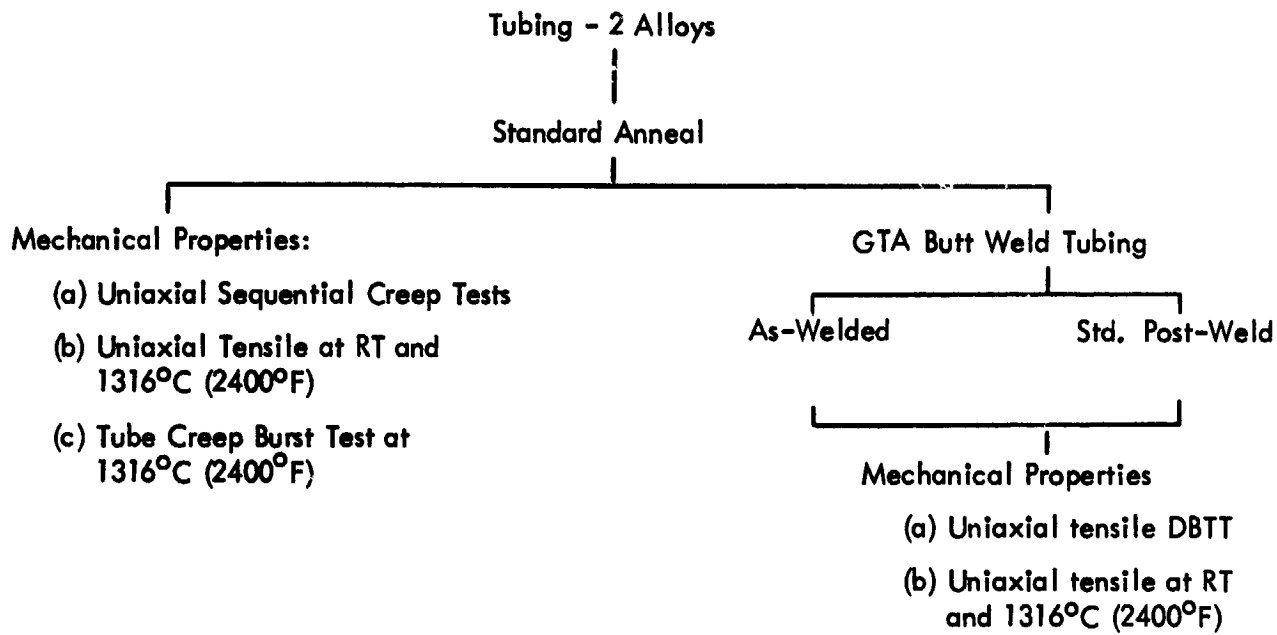 Tubing - 2 Alloys
Standard Anneal
Mechanical Properties:
(a) Uniaxial Sequential Creep Tests
(b) Uniaxial Tensile at RT and
1316°C (2400°F)
(c) Tube Creep Burst Test at
1316°C (2400°F)
GTA Butt Weld Tubing
As-Welded
Std. Post-Weld
Mechanical Properties
(a) Uniaxial tensile DBTT
(b) Uniaxial tensile at RT
and 1316°C (2400°F)